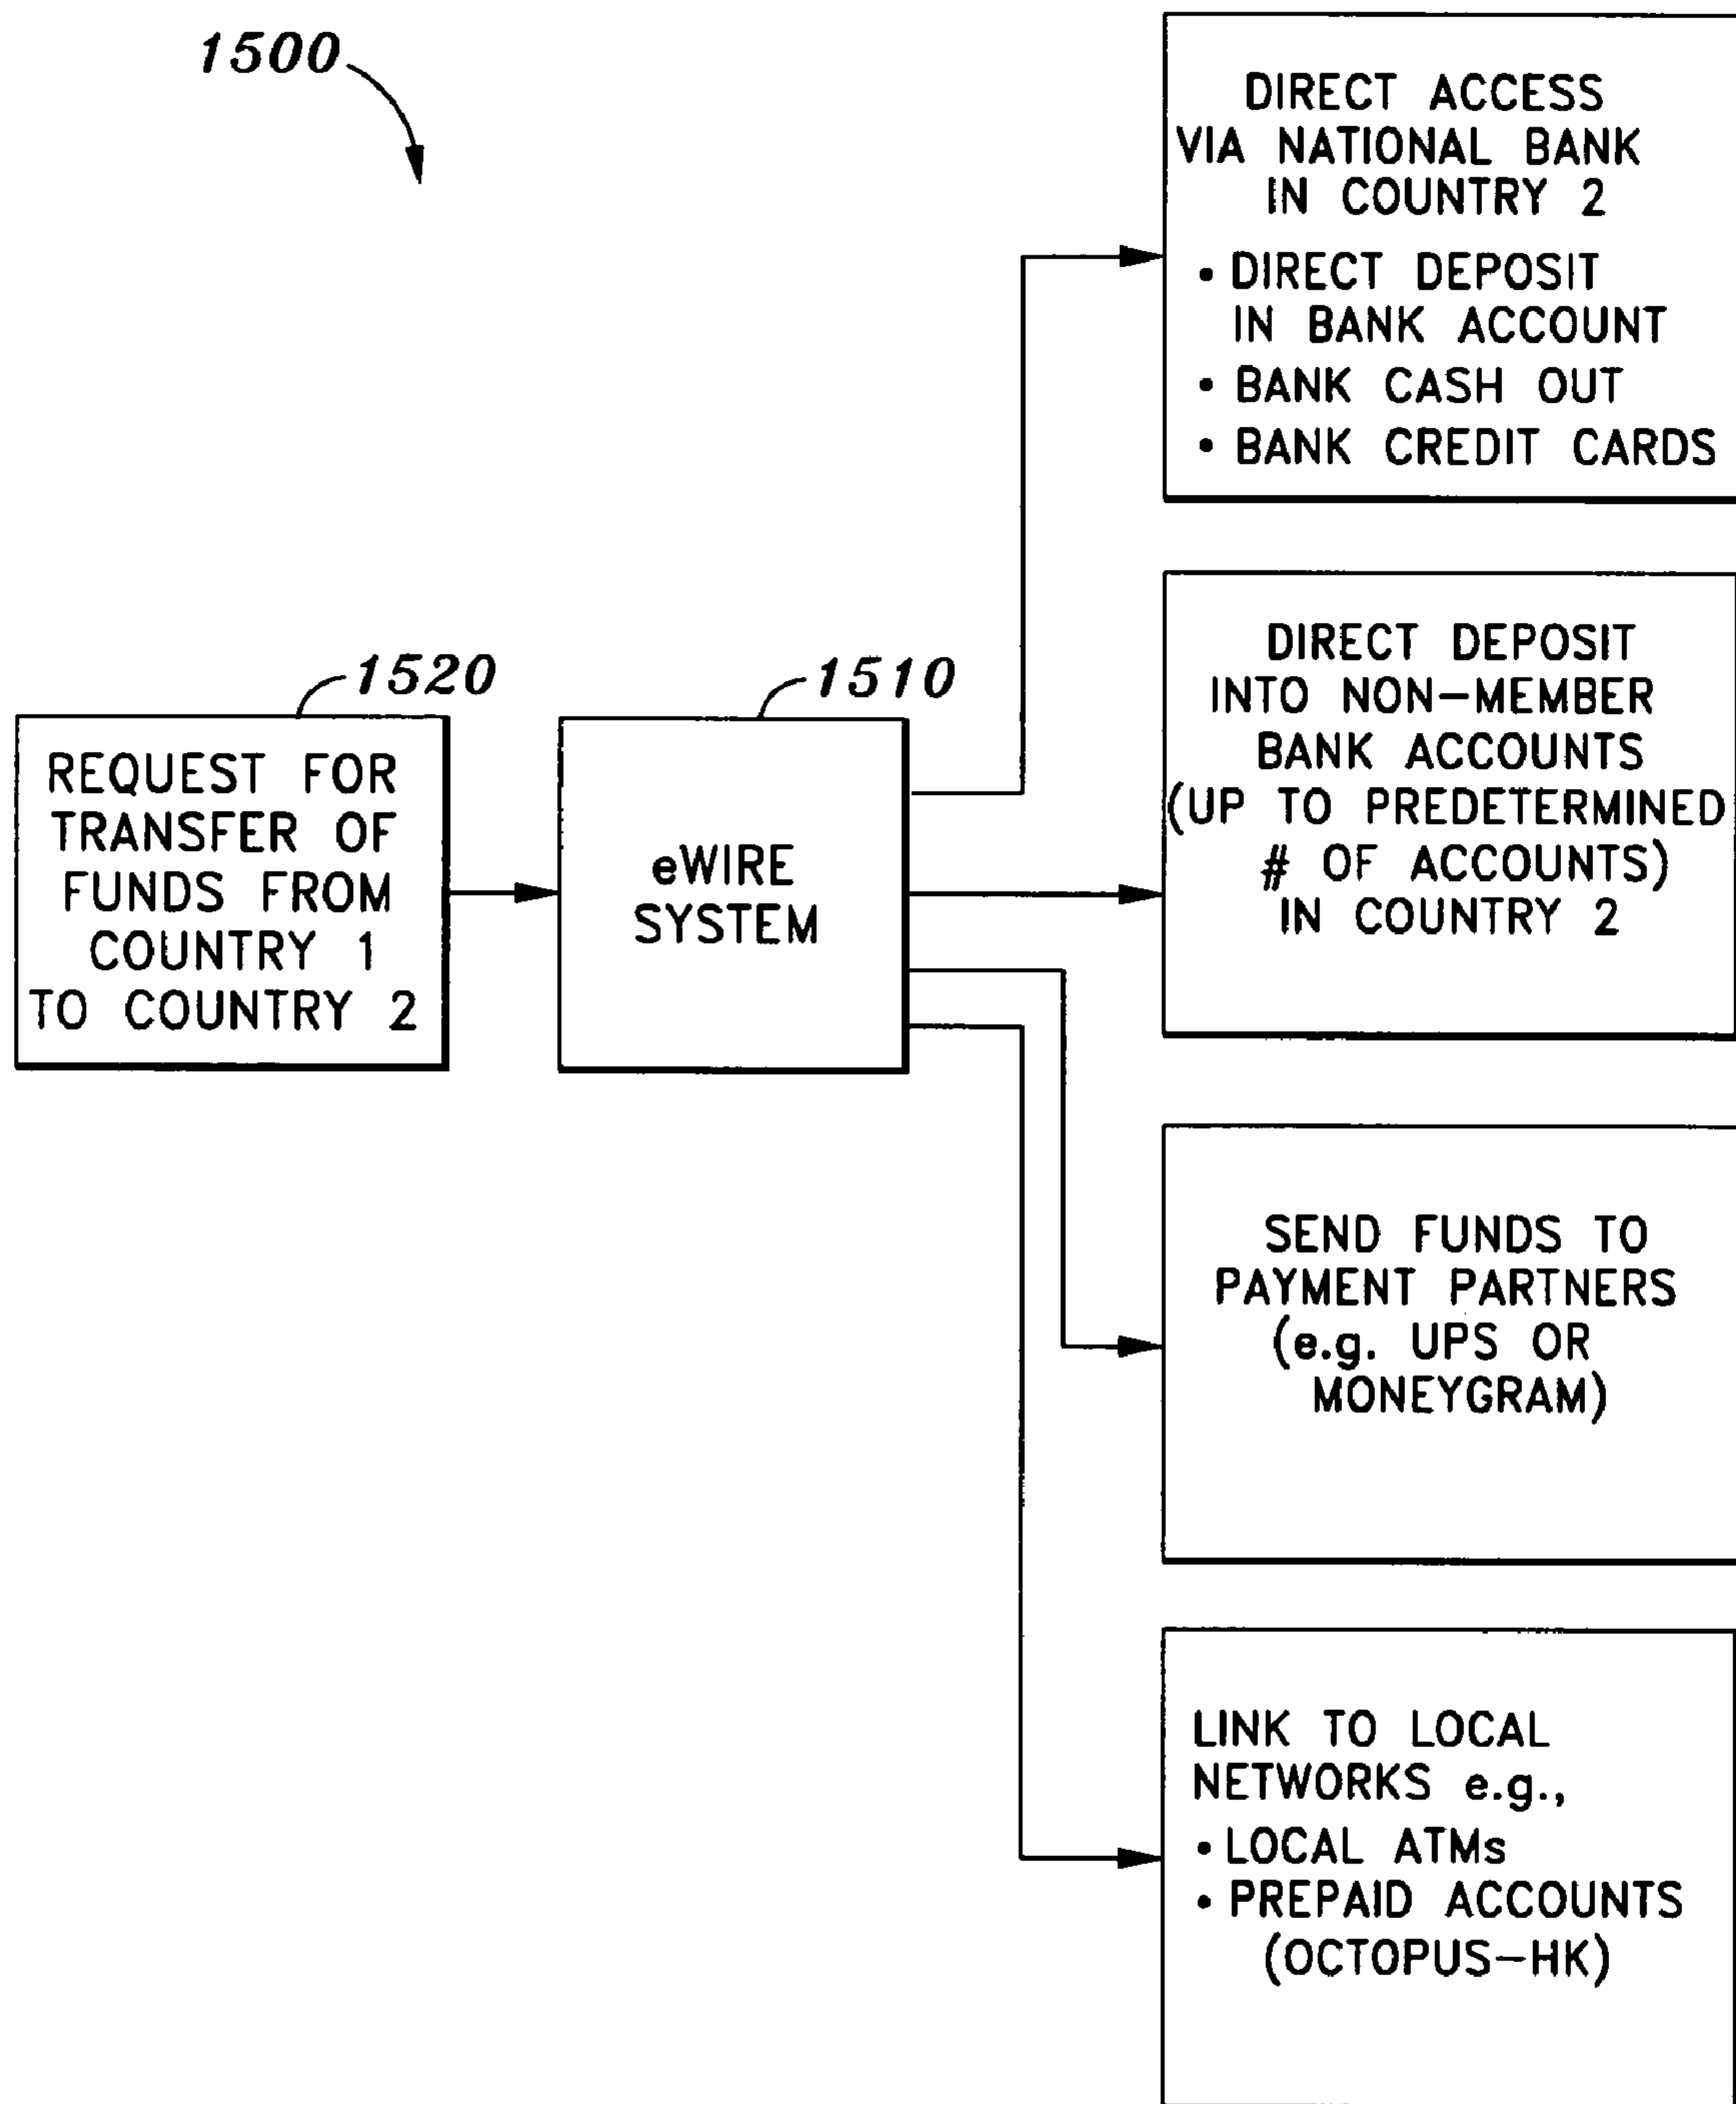 1500
DIRECT ACCESS
VIA NATIONAL BANK
IN COUNTRY 2
• DIRECT DEPOSIT
IN BANK ACCOUNT
• BANK CASH OUT
• BANK CREDIT CARDS
1520
REQUEST FOR
TRANSFER OF
FUNDS FROM
COUNTRY 1
TO COUNTRY 2
1510
eWIRE
SYSTEM
DIRECT DEPOSIT
INTO NON-MEMBER
BANK ACCOUNTS
(UP TO PREDETERMINED
# OF ACCOUNTS)
IN COUNTRY 2
SEND FUNDS TO
PAYMENT PARTNERS
(e.g. UPS OR
MONEYGRAM)
LINK TO LOCAL
NETWORKS e.g.,
• LOCAL ATMs
• PREPAID ACCOUNTS
(OCTOPUS-HK)